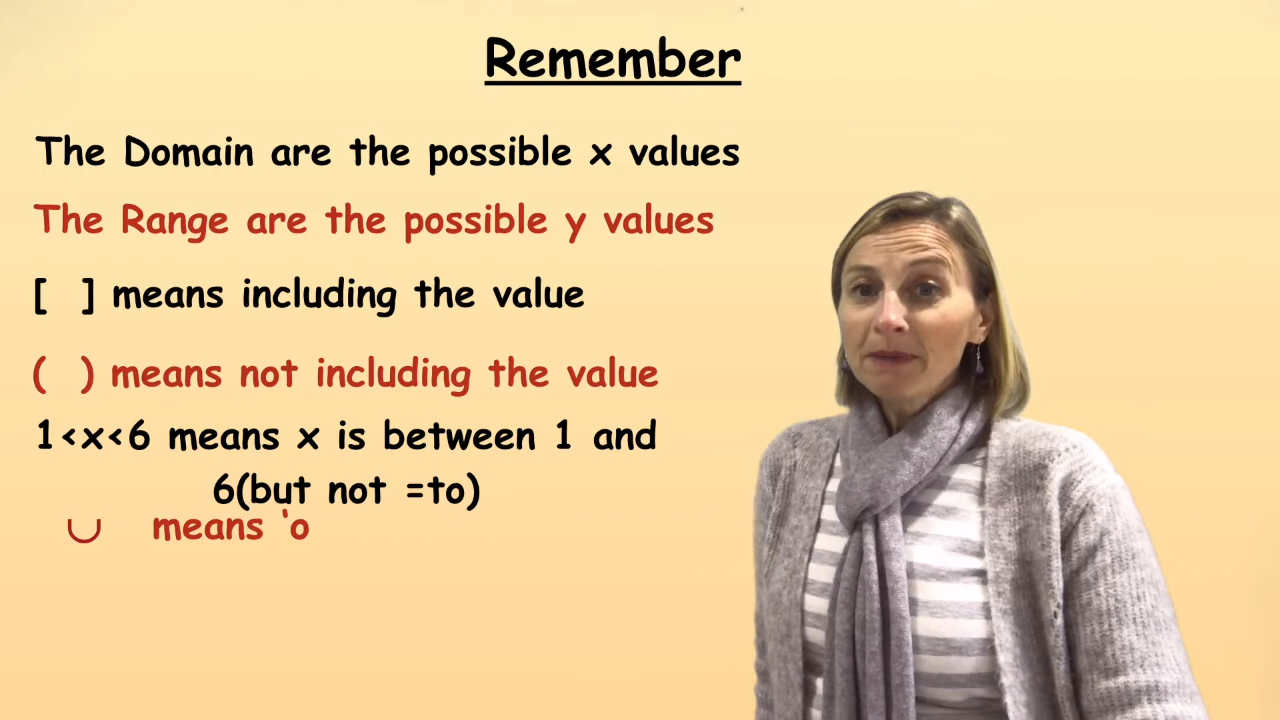 Remember
The Domain are the possible x values
The Range are the possible y values
[ ] means including the value
( ) means not including the value
1<x<6 means x is between 1 and
6(but not =to)
∪ means ‘o